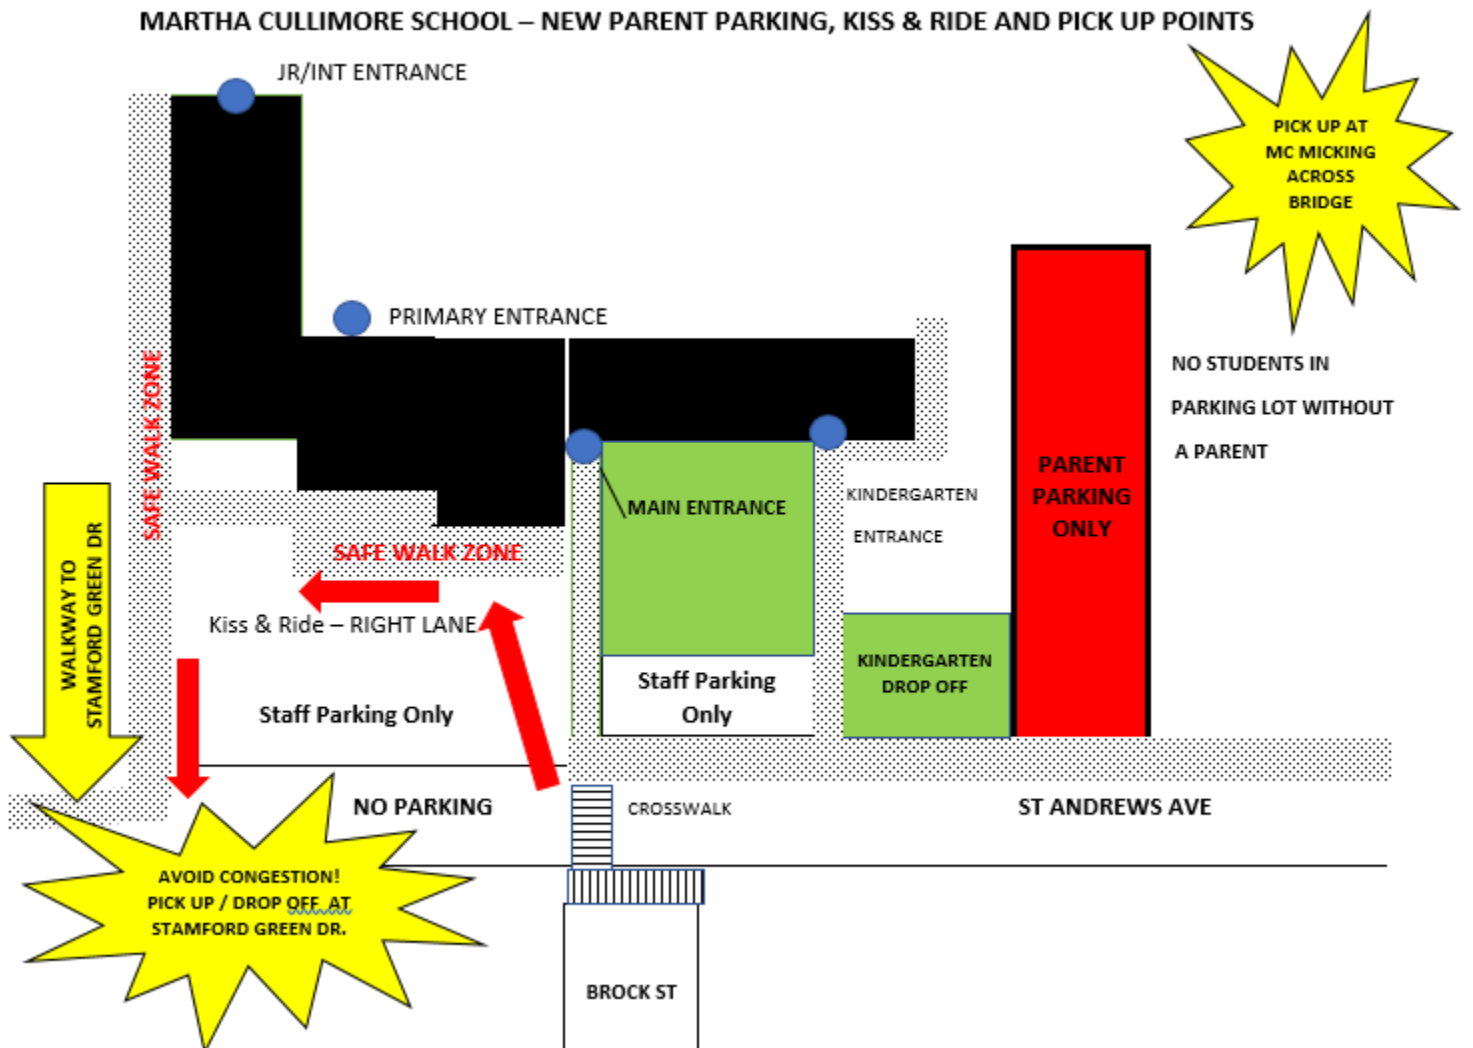 MARTHA CULLIMORE SCHOOL – NEW PARENT PARKING, KISS & RIDE AND PICK UP POINTS
JR/INT ENTRANCE
PICK UP AT
MC MICKING
ACROSS
BRIDGE
PRIMARY ENTRANCE
NO STUDENTS IN
PARKING LOT WITHOUT
A PARENT
SAFE WALK ZONE
PARENT
PARKING
ONLY
MAIN ENTRANCE
KINDERGARTEN
ENTRANCE
WALKWAY TO
STAMFORD GREEN DR
SAFE WALK ZONE
Kiss & Ride – RIGHT LANE
KINDERGARTEN
DROP OFF
Staff Parking
Only
Staff Parking Only
NO PARKING
CROSSWALK
ST ANDREWS AVE
AVOID CONGESTION!
PICK UP / DROP OFF AT
STAMFORD GREEN DR.
BROCK ST